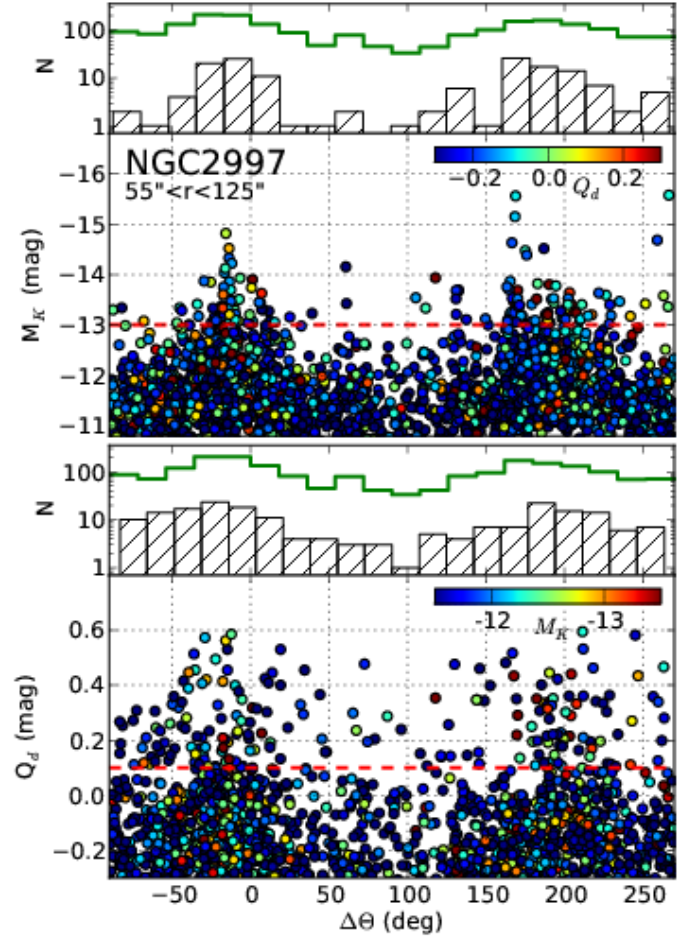 100
10
1
N
NGC2997
55"<r<125"
−0.2 0.0 0.2
Q_d
−16
−15
−14
−13
−12
−11
M_K (mag)
100
10
1
N
-12 -13
M_K
0.6
0.4
0.2
0.0
−0.2
Q_d (mag)
−50 0 50 100 150 200 250
ΔΘ (deg)